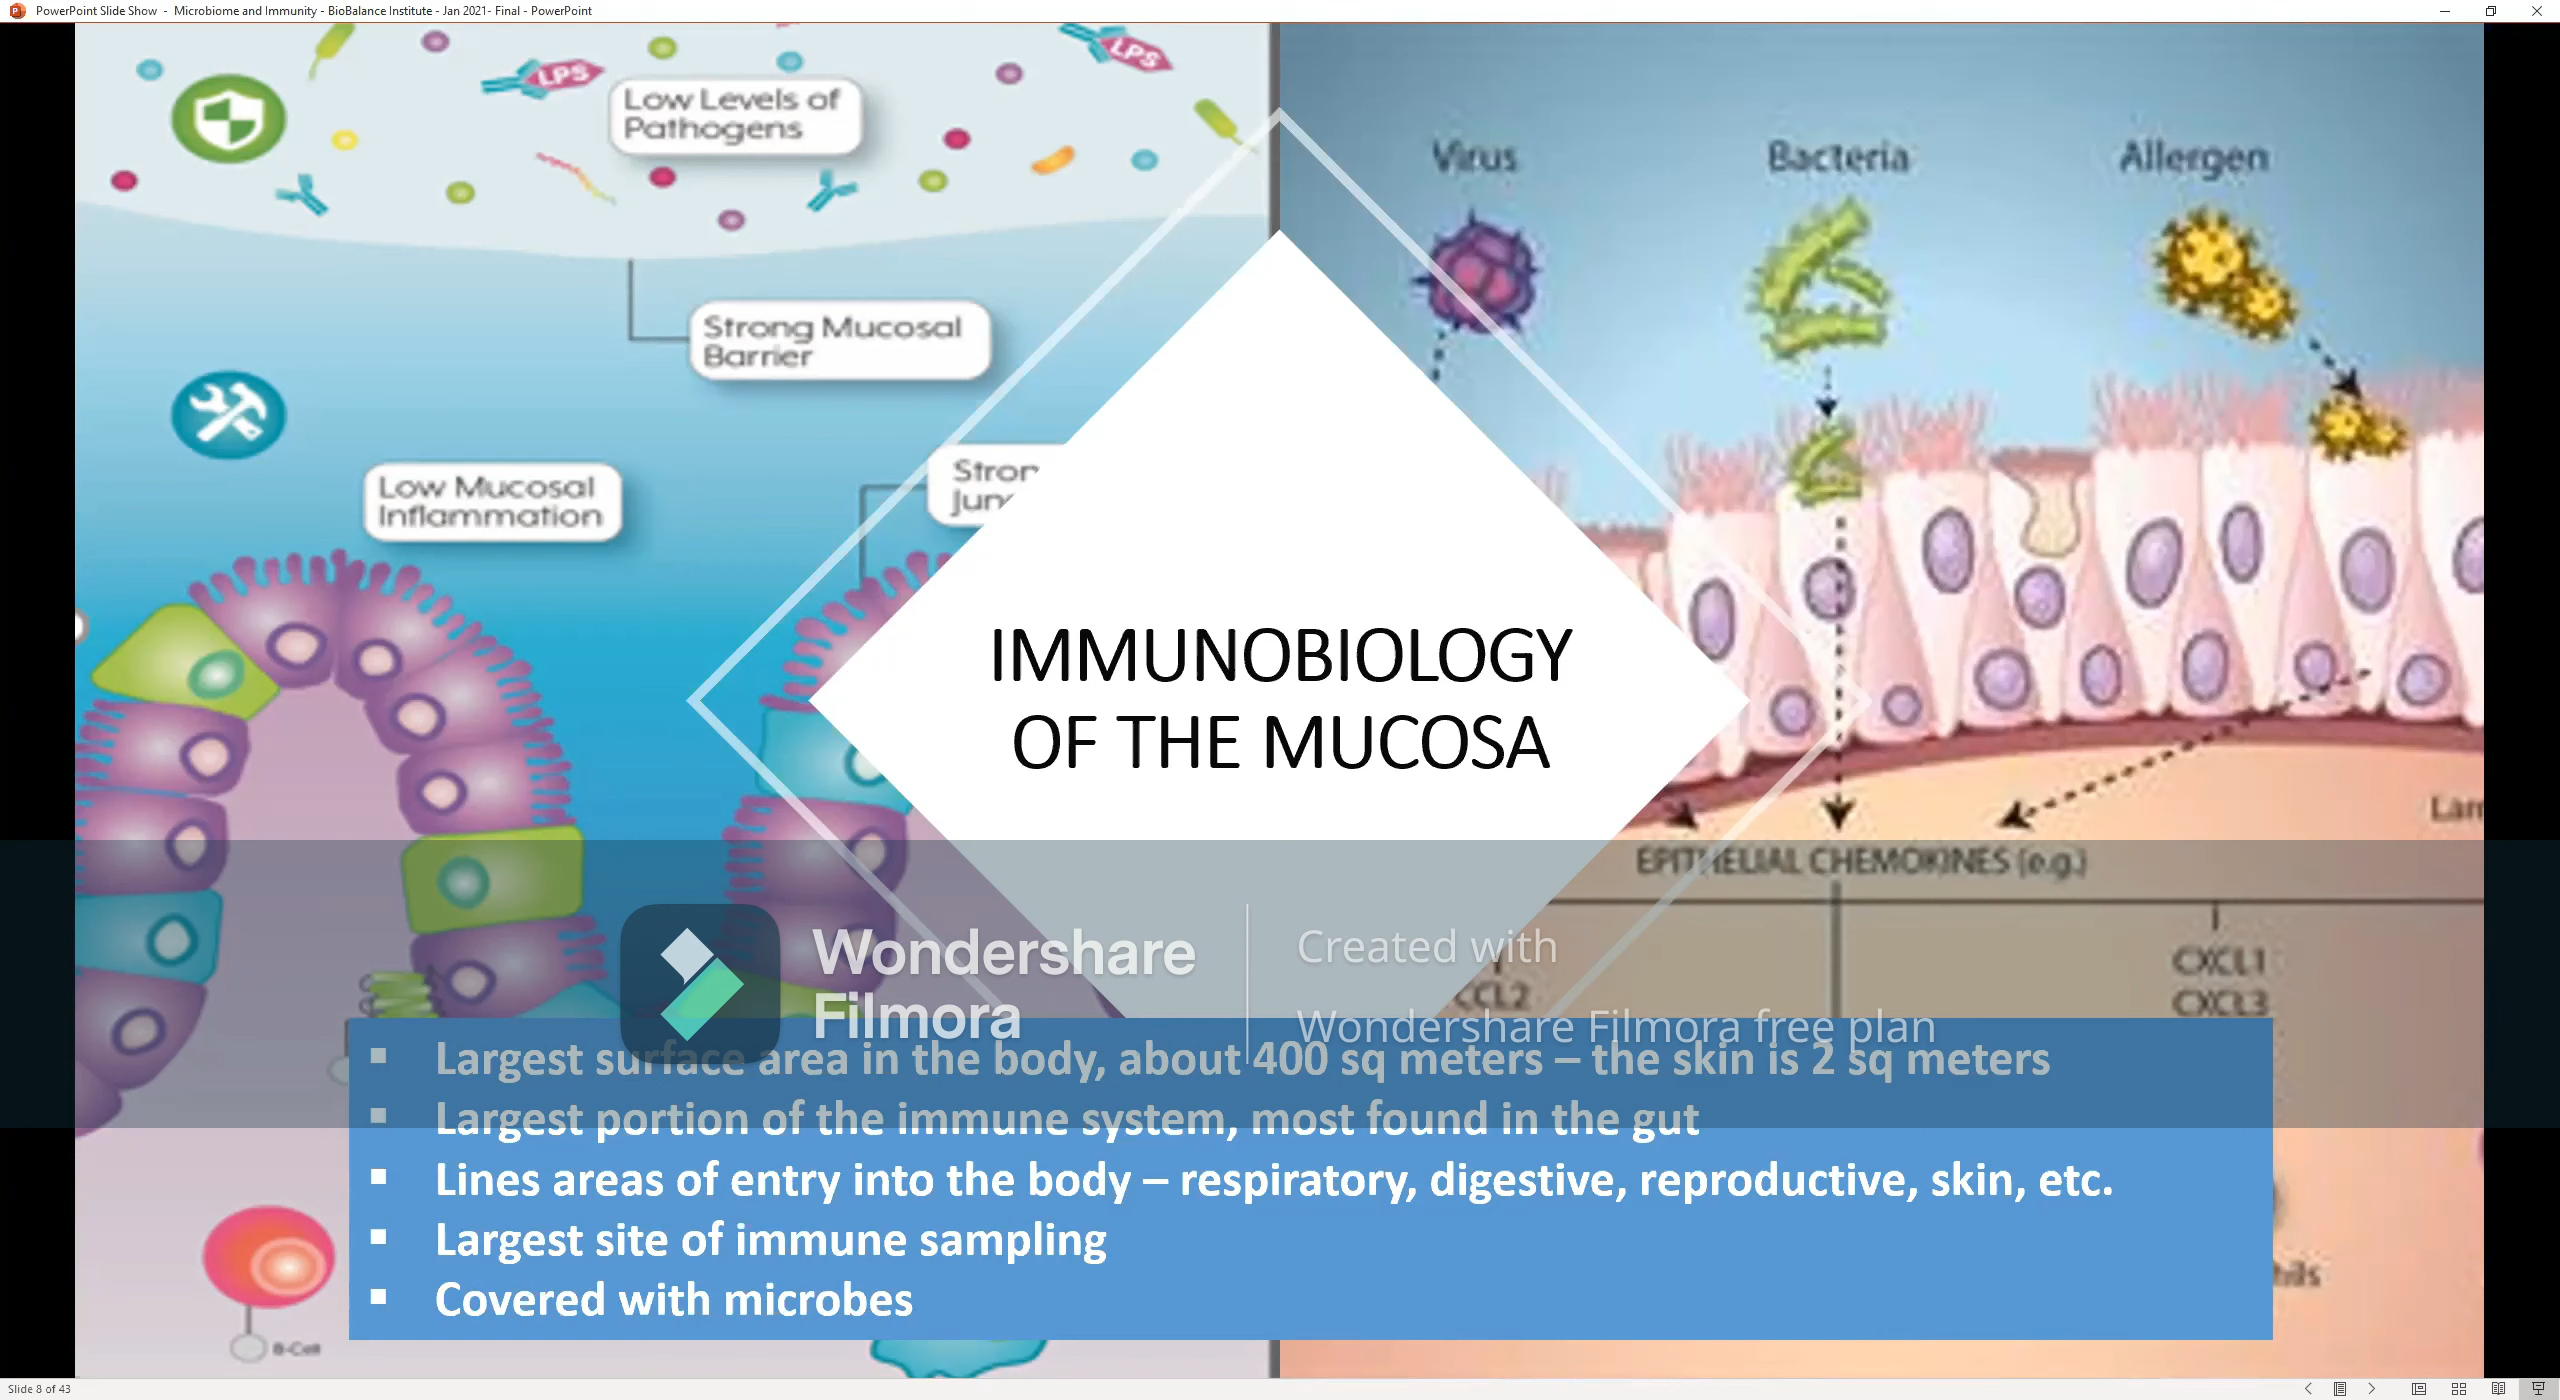 PowerPoint Slide Show - Microbiome and Immunity - BioBalance Institute - Jan 2021- Final - PowerPoint
LPS
LPS
Low Levels of
Pathogens
Virus
Bacteria
Allergen
Strong Mucosal
Barrier
Low Mucosal
Inflammation
IMMUNOBIOLOGY
OF THE MUCOSA
EPITHELIAL CHEMOKINES (e.g.)
CCL2
CXCL1
CXCL3
Wondershare
Filmora
Created with
Wondershare Filmora free plan
▪ Largest surface area in the body, about 400 sq meters – the skin is 2 sq meters
▪ Largest portion of the immune system, most found in the gut
▪ Lines areas of entry into the body – respiratory, digestive, reproductive, skin, etc.
▪ Largest site of immune sampling
▪ Covered with microbes
B-Cell
Slide 8 of 43